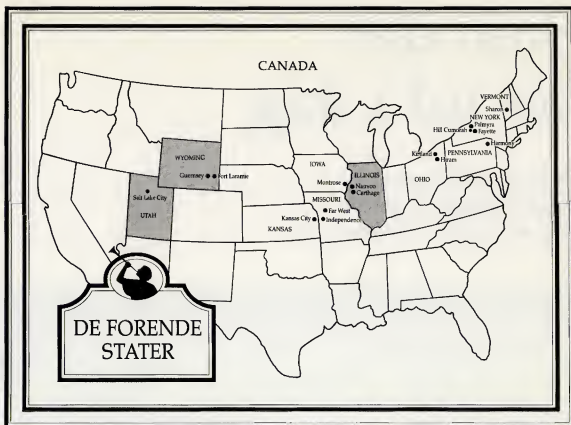 CANADA
VERMONT
Sharon
NEW YORK
Palmyra
Hill Cumorah
Fayette
Harmony
PENNSYLVANIA
Kirtland
Hiram
OHIO
WYOMING
Guernsey
Fort Laramie
IOWA
ILLINOIS
Montrose
Nauvoo
Carthage
MISSOURI
Far West
Kansas City
Independence
KANSAS
Salt Lake City
UTAH
DE FORENDE
STATER